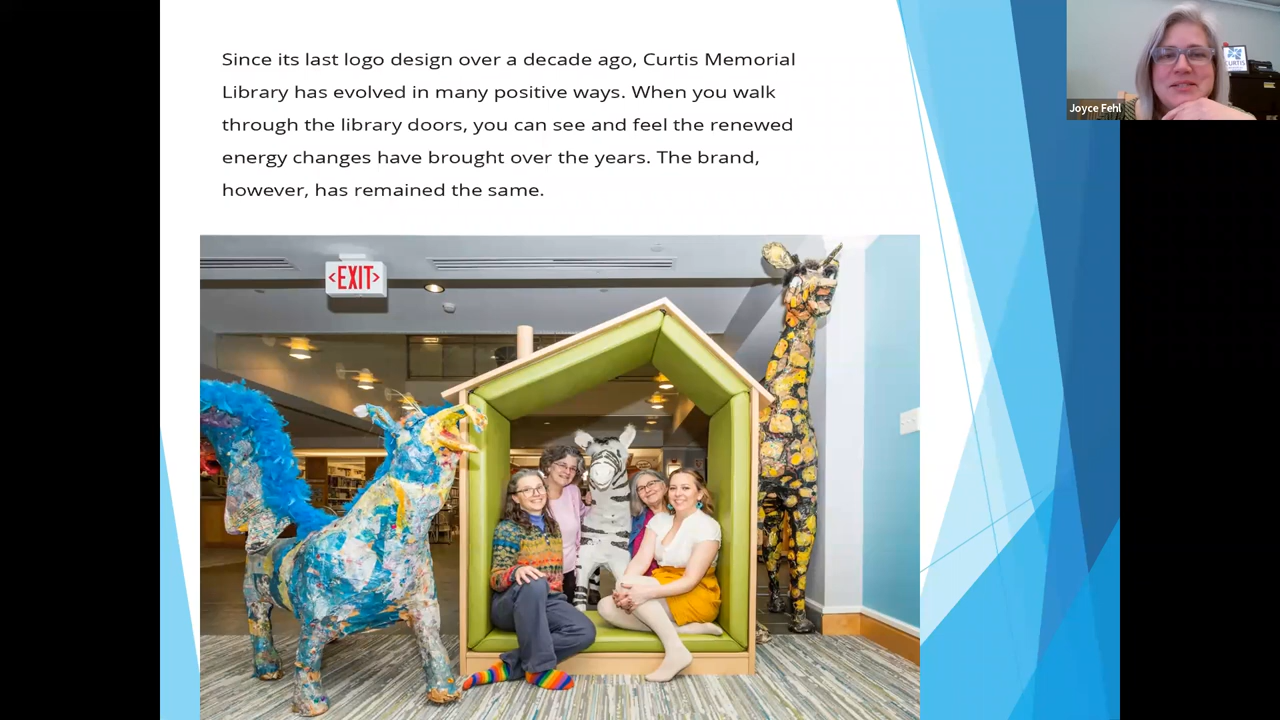 Since its last logo design over a decade ago, Curtis Memorial
Library has evolved in many positive ways. When you walk
through the library doors, you can see and feel the renewed
energy changes have brought over the years. The brand,
however, has remained the same.
<EXIT>
CURTIS
Joyce Fehl